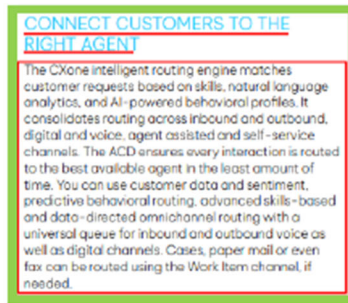 CONNECT CUSTOMERS TO THE
RIGHT AGENT
The CXone intelligent routing engine matches
customer requests based on skills, natural language
analytics, and AI-powered behavioral profiles. It
consolidates routing across inbound and outbound,
digital and voice, agent assisted and self-service
channels. The ACD ensures every interaction is routed
to the best available agent in the least amount of
time. You can use customer data and sentiment,
predictive behavioral routing, advanced skills-based
and data-directed omnichannel routing with a
universal queue for inbound and outbound voice as
well as digital channels. Cases, paper mail or even
fax can be routed using the Work Item channel, if
needed.